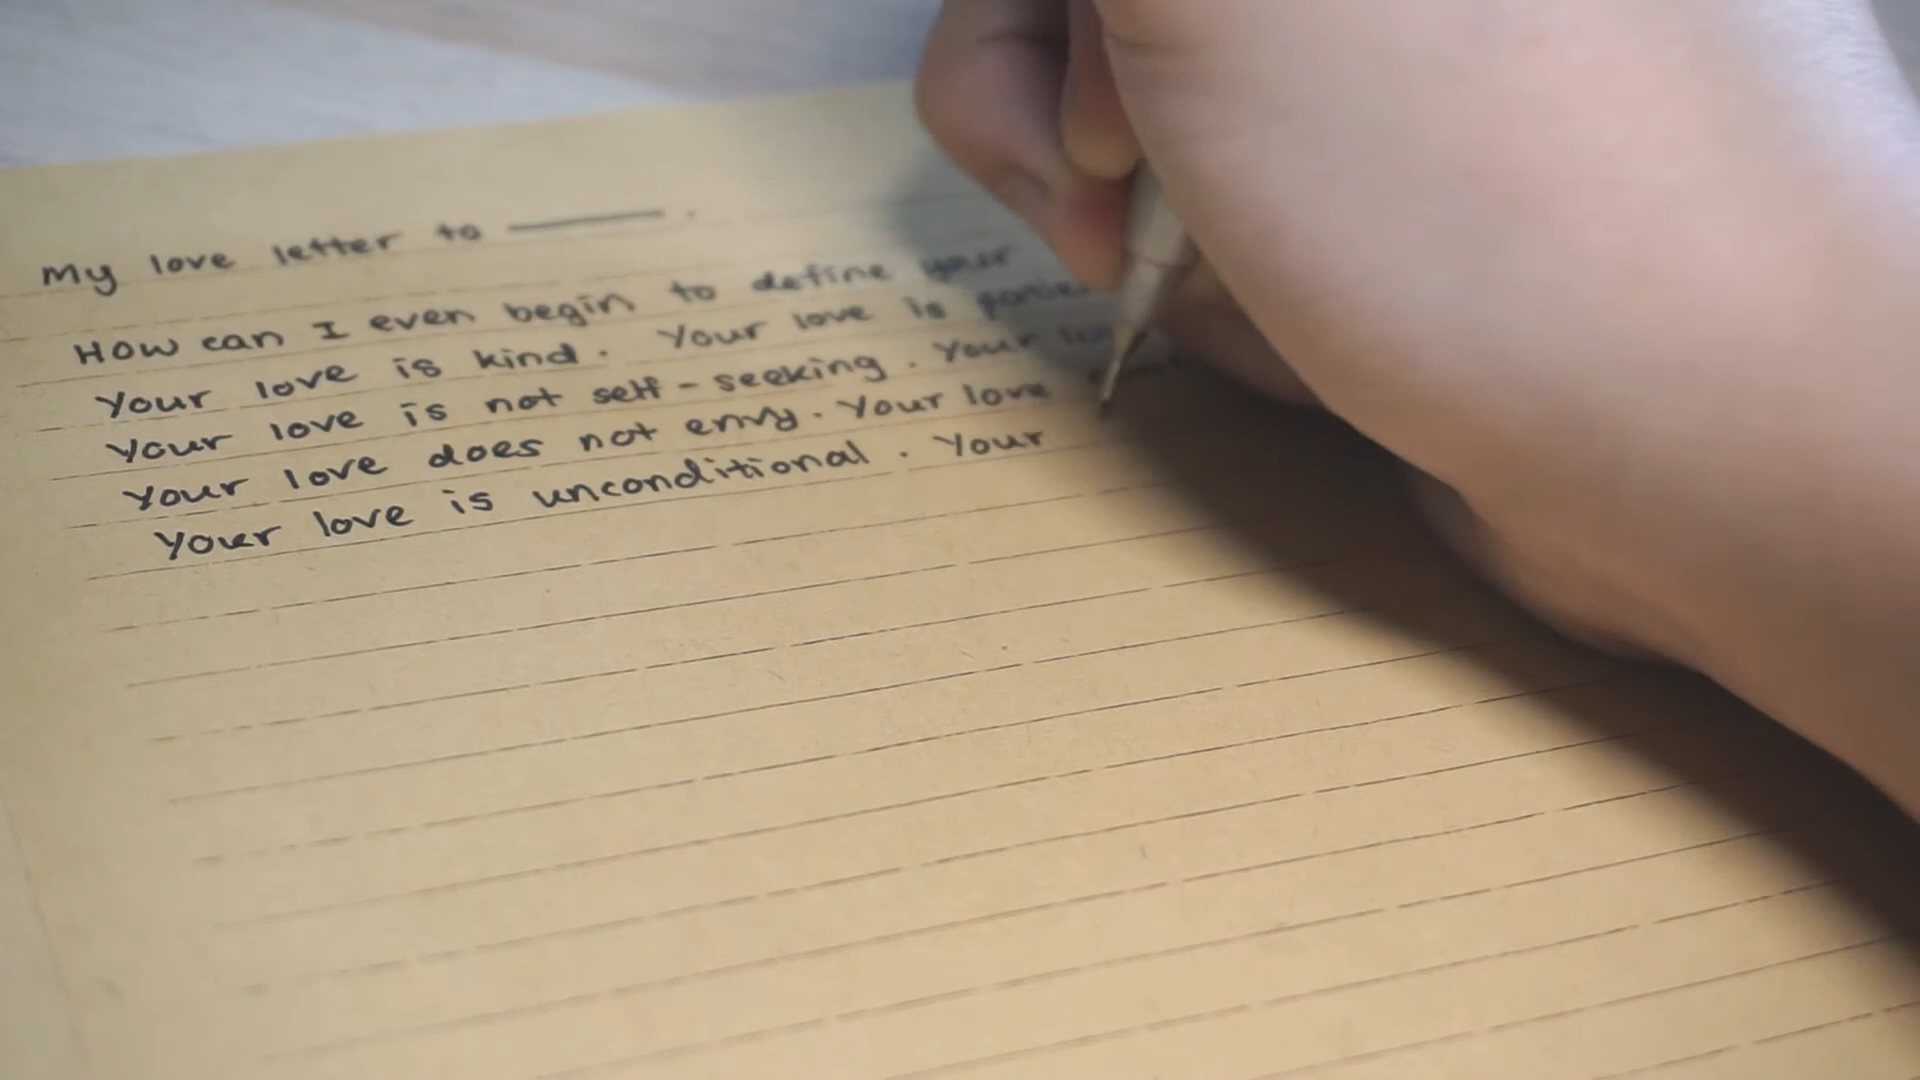 My love letter to ______.
How can I even begin to define your
Your love is kind. Your love is
Your love is not self-seeking. Your
Your love does not envy. Your love
Your love is unconditional. Your